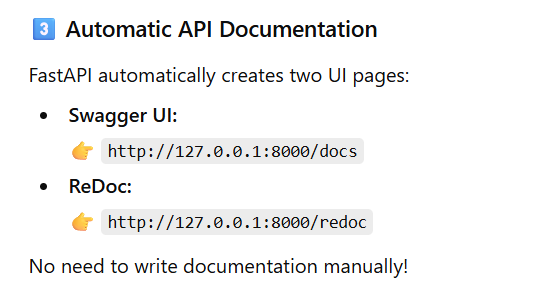 3️⃣ Automatic API Documentation
FastAPI automatically creates two UI pages:
• Swagger UI:
👉 http://127.0.0.1:8000/docs
• ReDoc:
👉 http://127.0.0.1:8000/redoc
No need to write documentation manually!